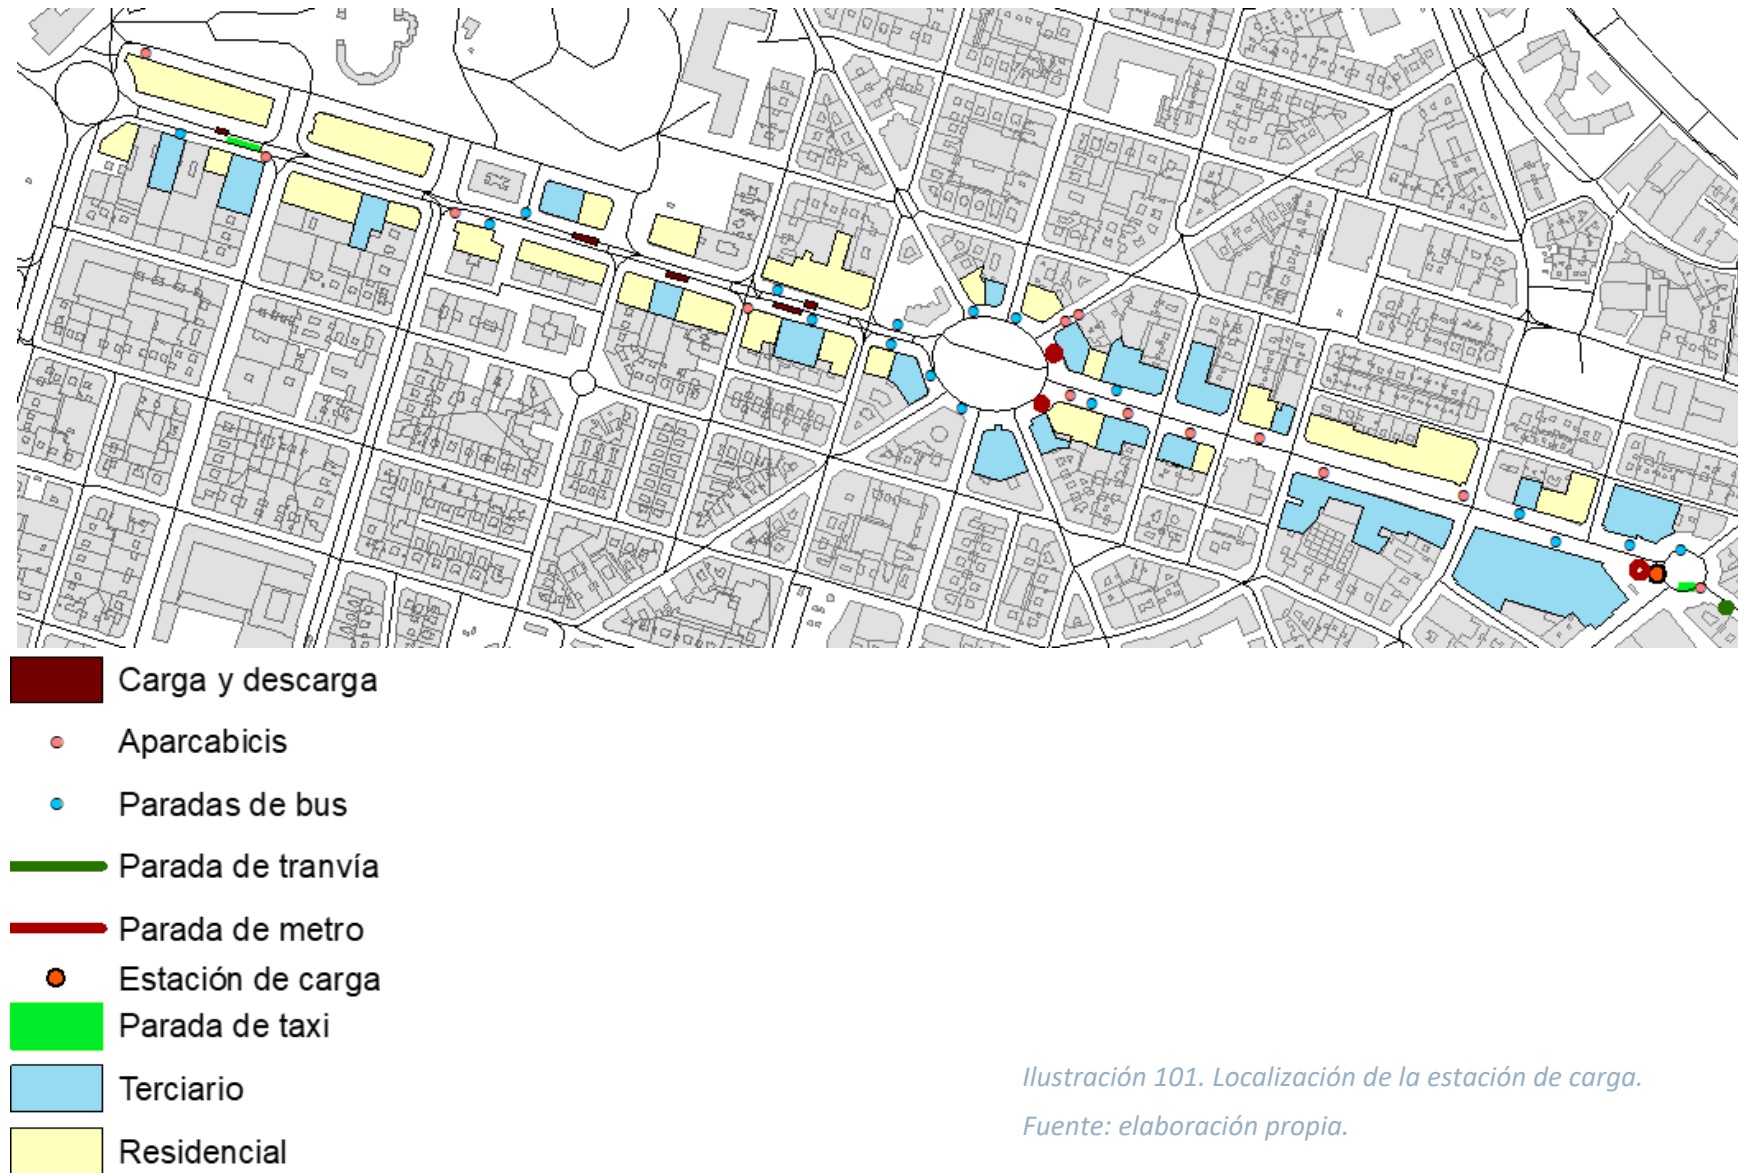 Carga y descarga
Aparcabicis
Paradas de bus
Parada de tranvía
Parada de metro
Estación de carga
Parada de taxi
Terciario
Residencial
Ilustración 101. Localización de la estación de carga.
Fuente: elaboración propia.